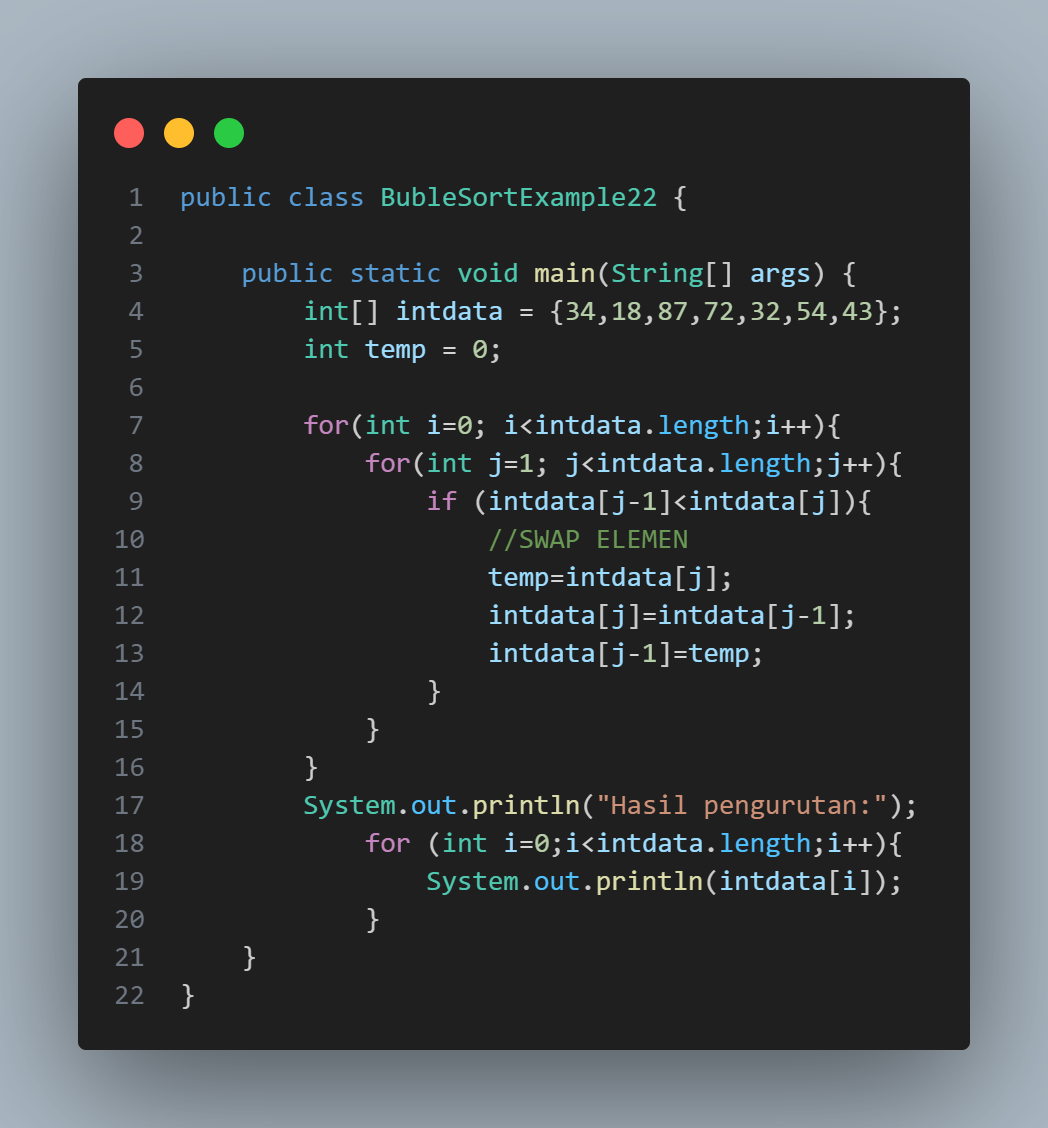 1 public class BubleSortExample22 {
2
3     public static void main(String[] args) {
4         int[] intdata = {34,18,87,72,32,54,43};
5         int temp = 0;
6
7         for(int i=0; i<intdata.length;i++){
8             for(int j=1; j<intdata.length;j++){
9                 if (intdata[j-1]<intdata[j]){
10                     //SWAP ELEMEN
11                     temp=intdata[j];
12                     intdata[j]=intdata[j-1];
13                     intdata[j-1]=temp;
14                 }
15             }
16         }
17         System.out.println("Hasil pengurutan:");
18             for (int i=0;i<intdata.length;i++){
19                 System.out.println(intdata[i]);
20             }
21     }
22 }